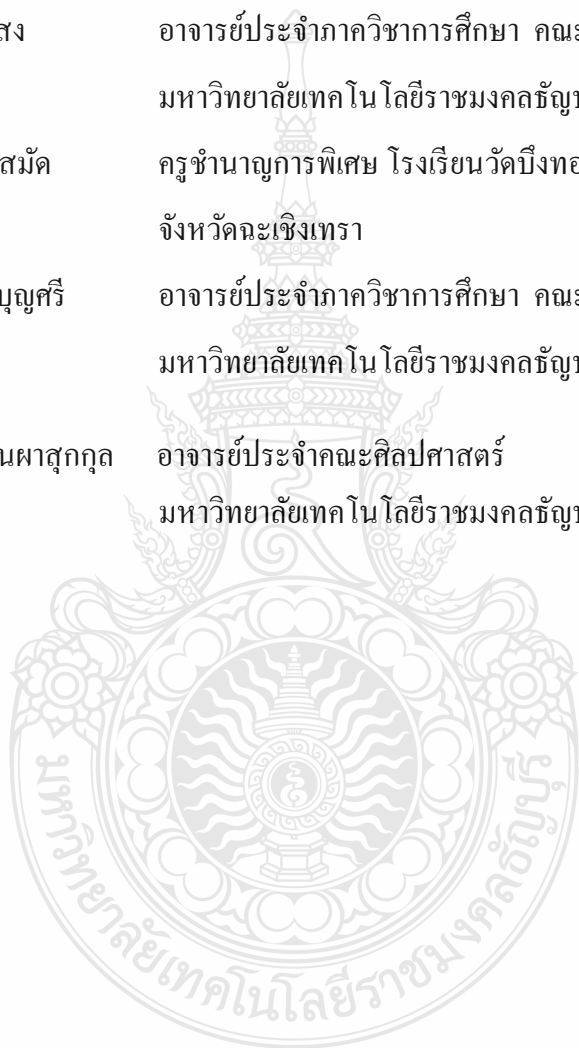 สง อาจารย์ประจำภาควิชาการศึกษา คณะ
มหาวิทยาลัยเทคโนโลยีราชมงคลธัญบ
สมัด ครูชำนาญการพิเศษ โรงเรียนวัดบึงทอ
จังหวัดฉะเชิงเทรา
บุญศรี อาจารย์ประจำภาควิชาการศึกษา คณะ
มหาวิทยาลัยเทคโนโลยีราชมงคลธัญบ
นผาสุกกุล อาจารย์ประจำคณะศิลปศาสตร์
มหาวิทยาลัยเทคโนโลยีราชมงคลธัญบ
มหาวิทยาลัยเทคโนโลยีราชมงคลธัญบุรี